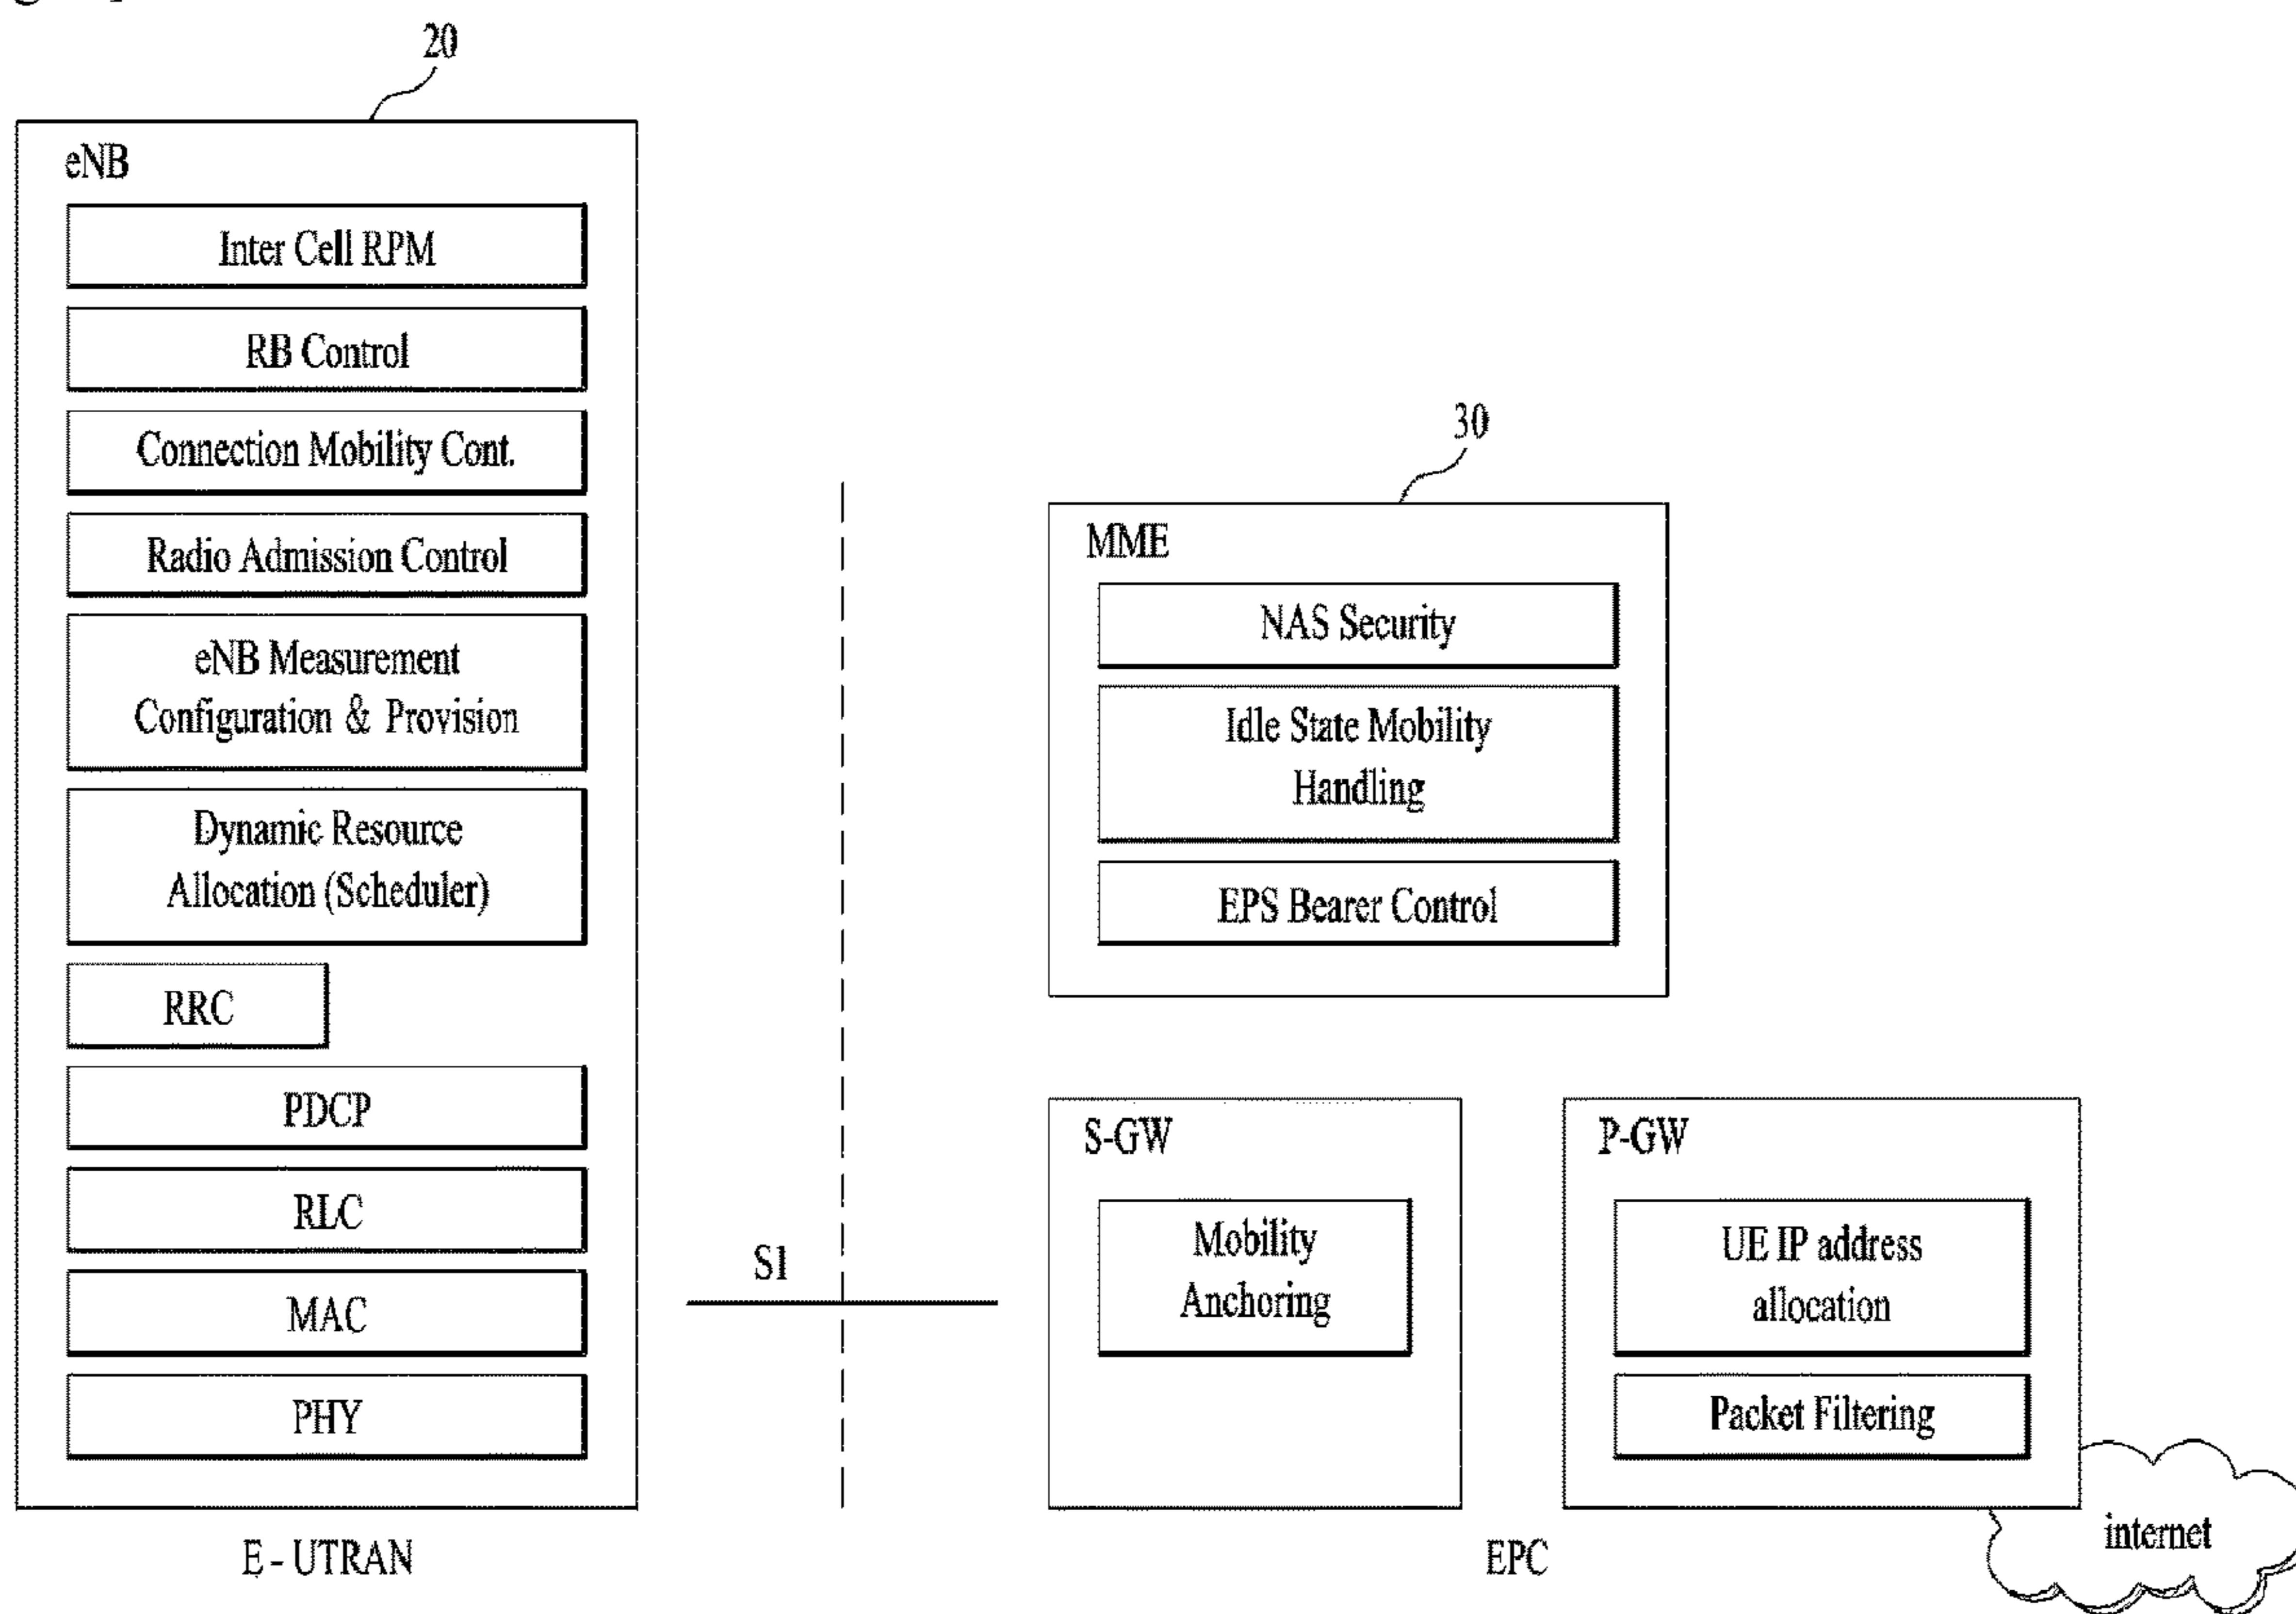 20
eNB
Inter Cell RPM
RB Control
Connection Mobility Cont.
Radio Admission Control
eNB Measurement
Configuration & Provision
Dynamic Resource
Allocation (Scheduler)
RRC
PDCP
RLC
MAC
PHY
E - UTRAN
S1
30
MME
NAS Security
Idle State Mobility
Handling
EPS Bearer Control
S-GW
Mobility
Anchoring
P-GW
UE IP address
allocation
Packet Filtering
internet
EPC